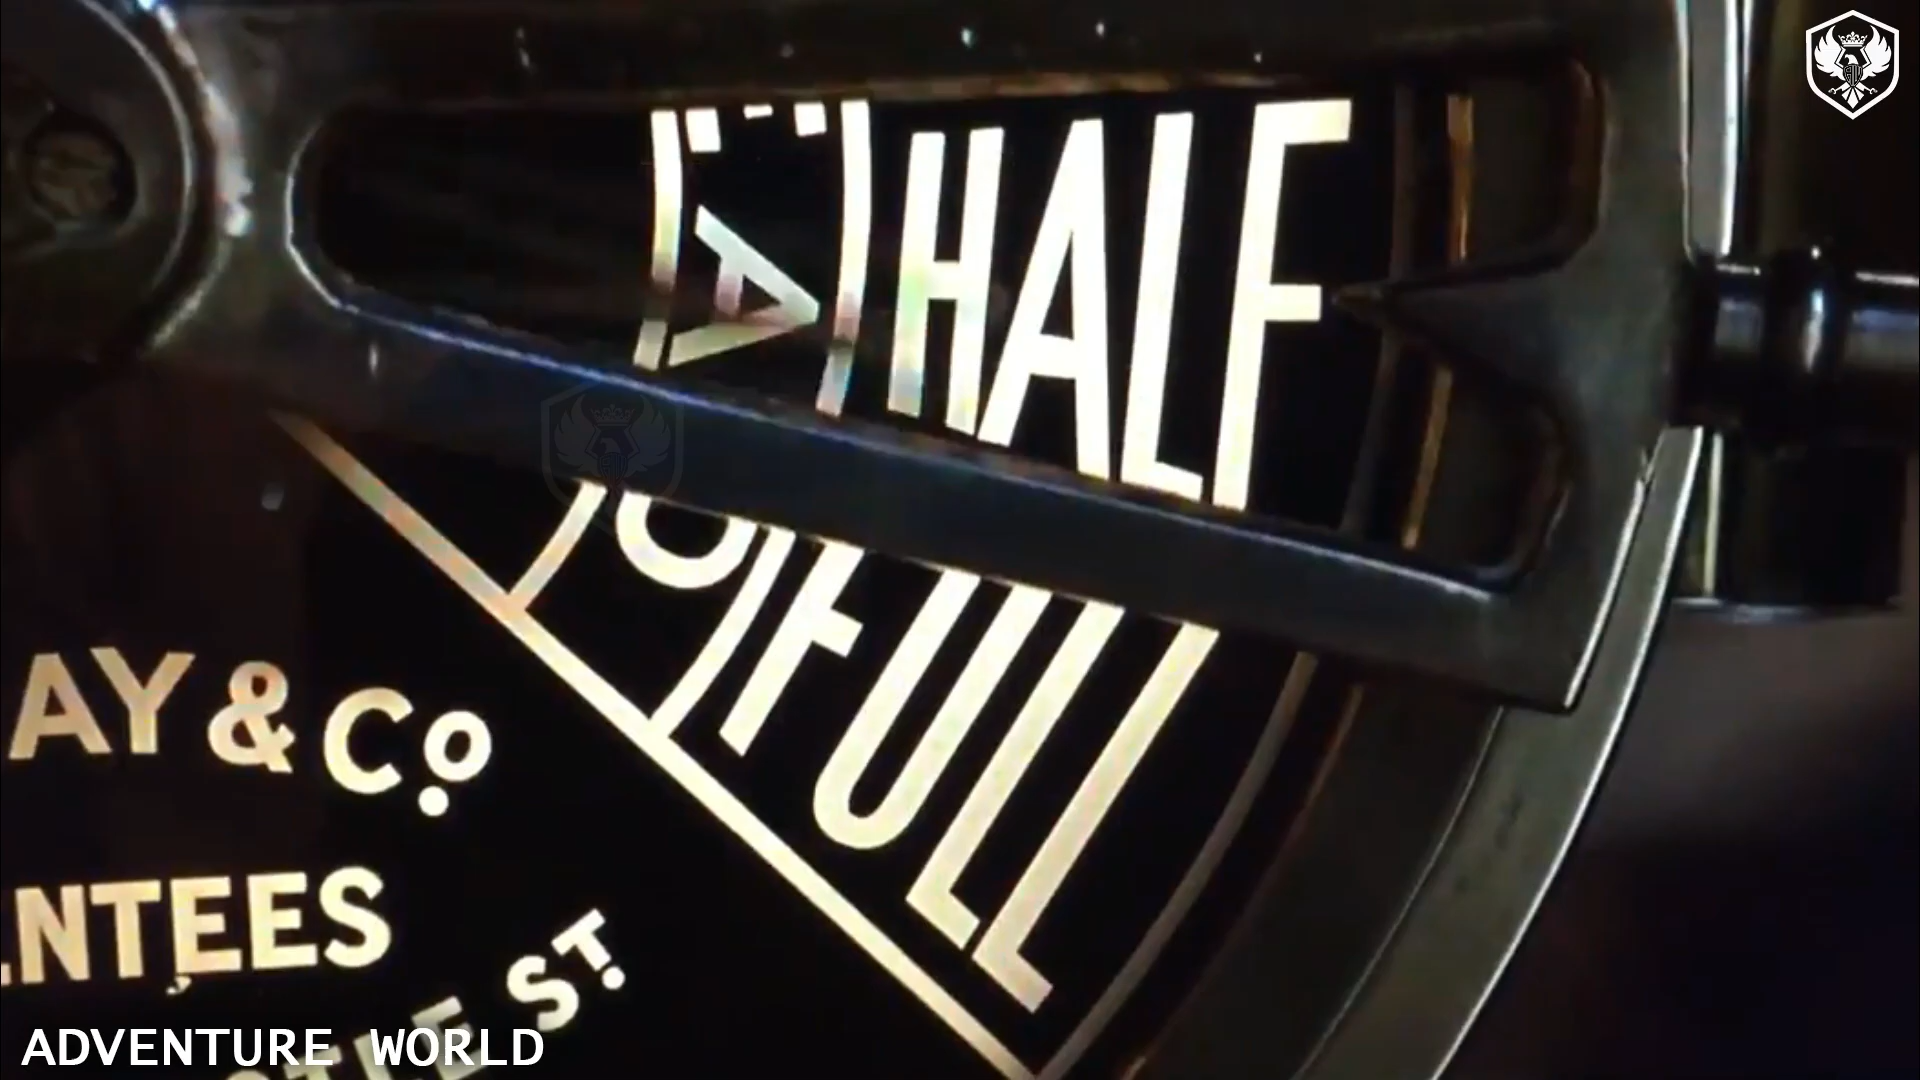 HALF
FULL
AY & Co
NTEES
ST.
ADVENTURE WORLD